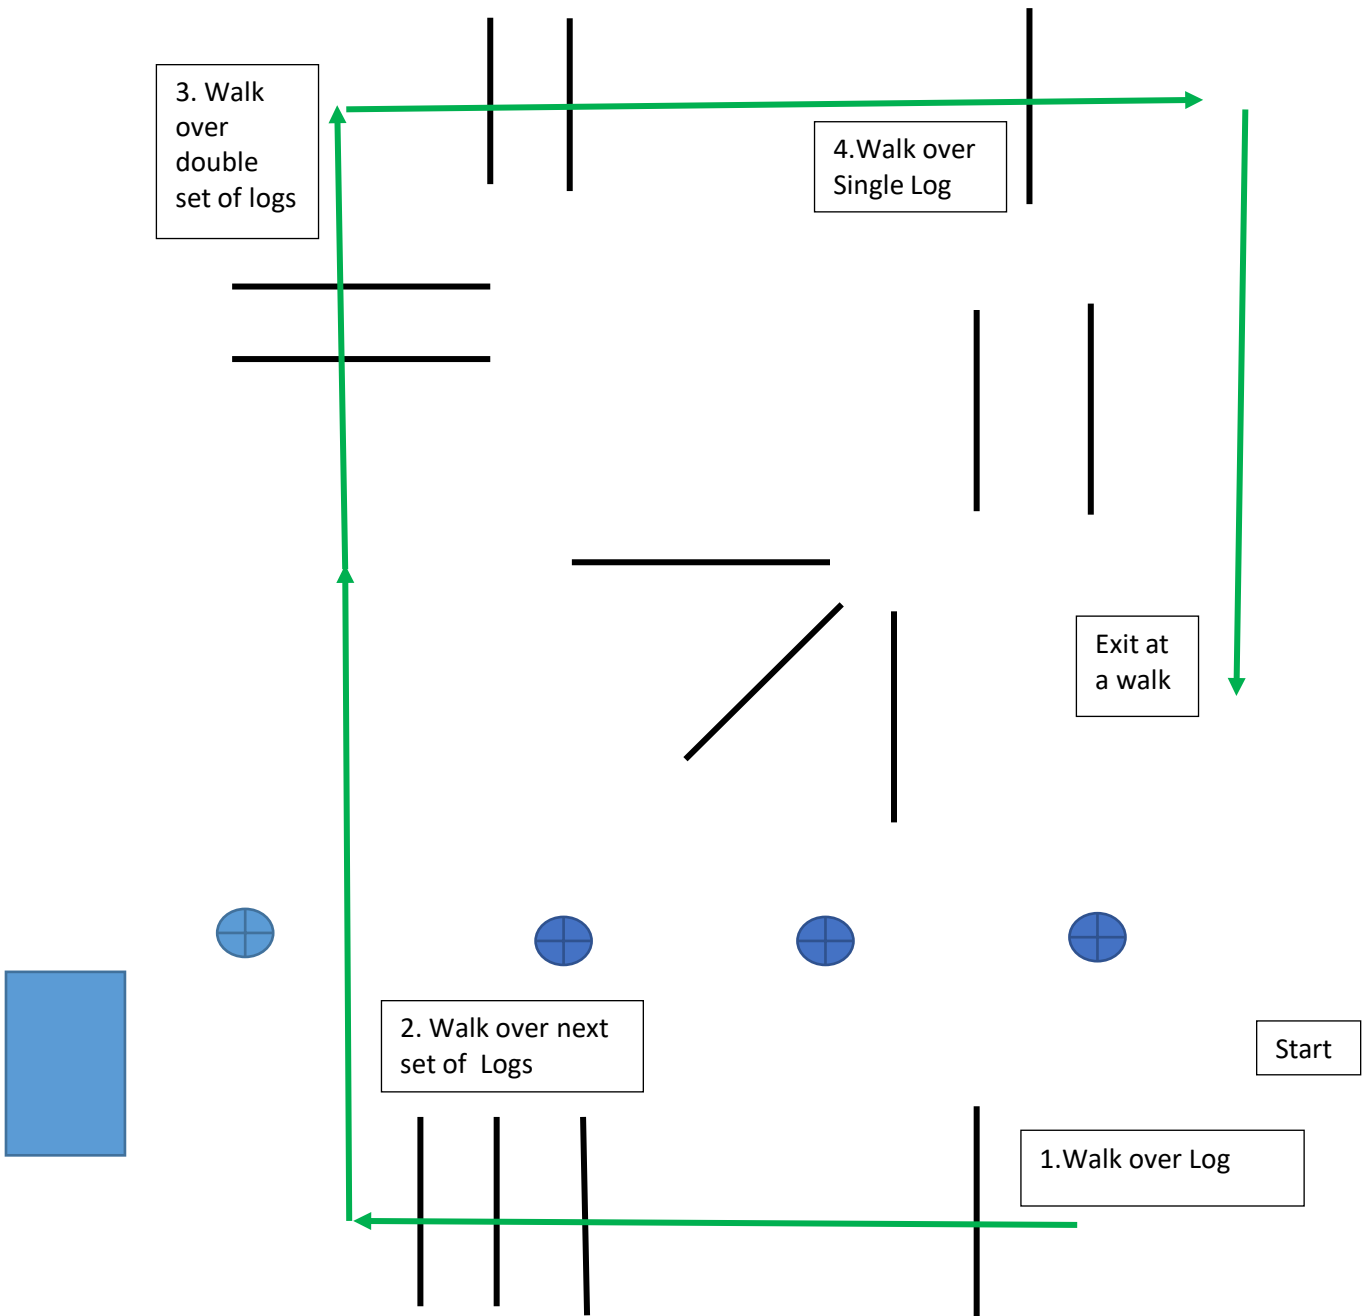 3. Walk
over
double
set of logs
4.Walk over
Single Log
Exit at
a walk
2. Walk over next
set of  Logs
Start
1.Walk over Log